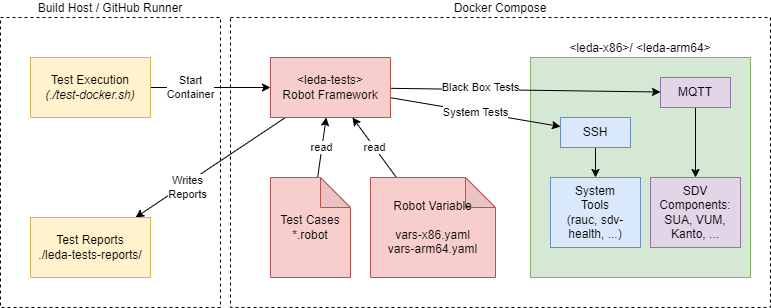 Build Host / GitHub Runner
Docker Compose
<leda-x86>/ <leda-arm64>
Test Execution
(./test-docker.sh)
Start
Container
<leda-tests>
Robot Framework
Black Box Tests
System Tests
MQTT
SSH
read
read
Writes
Reports
Test Reports
./leda-tests-reports/
Test Cases
*.robot
Robot Variable
vars-x86.yaml
vars-arm64.yaml
System
Tools
(rauc, sdv-
health, ...)
SDV
Components:
SUA, VUM,
Kanto, ...